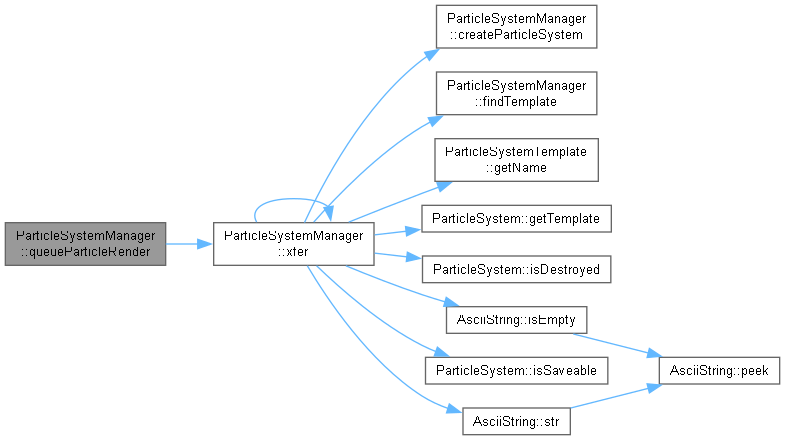 ParticleSystemManager
::createParticleSystem
ParticleSystemManager
::findTemplate
ParticleSystemTemplate
::getName
ParticleSystem::getTemplate
ParticleSystemManager
::queueParticleRender
ParticleSystemManager
::xfer
ParticleSystem::isDestroyed
AsciiString::isEmpty
ParticleSystem::isSaveable
AsciiString::peek
AsciiString::str